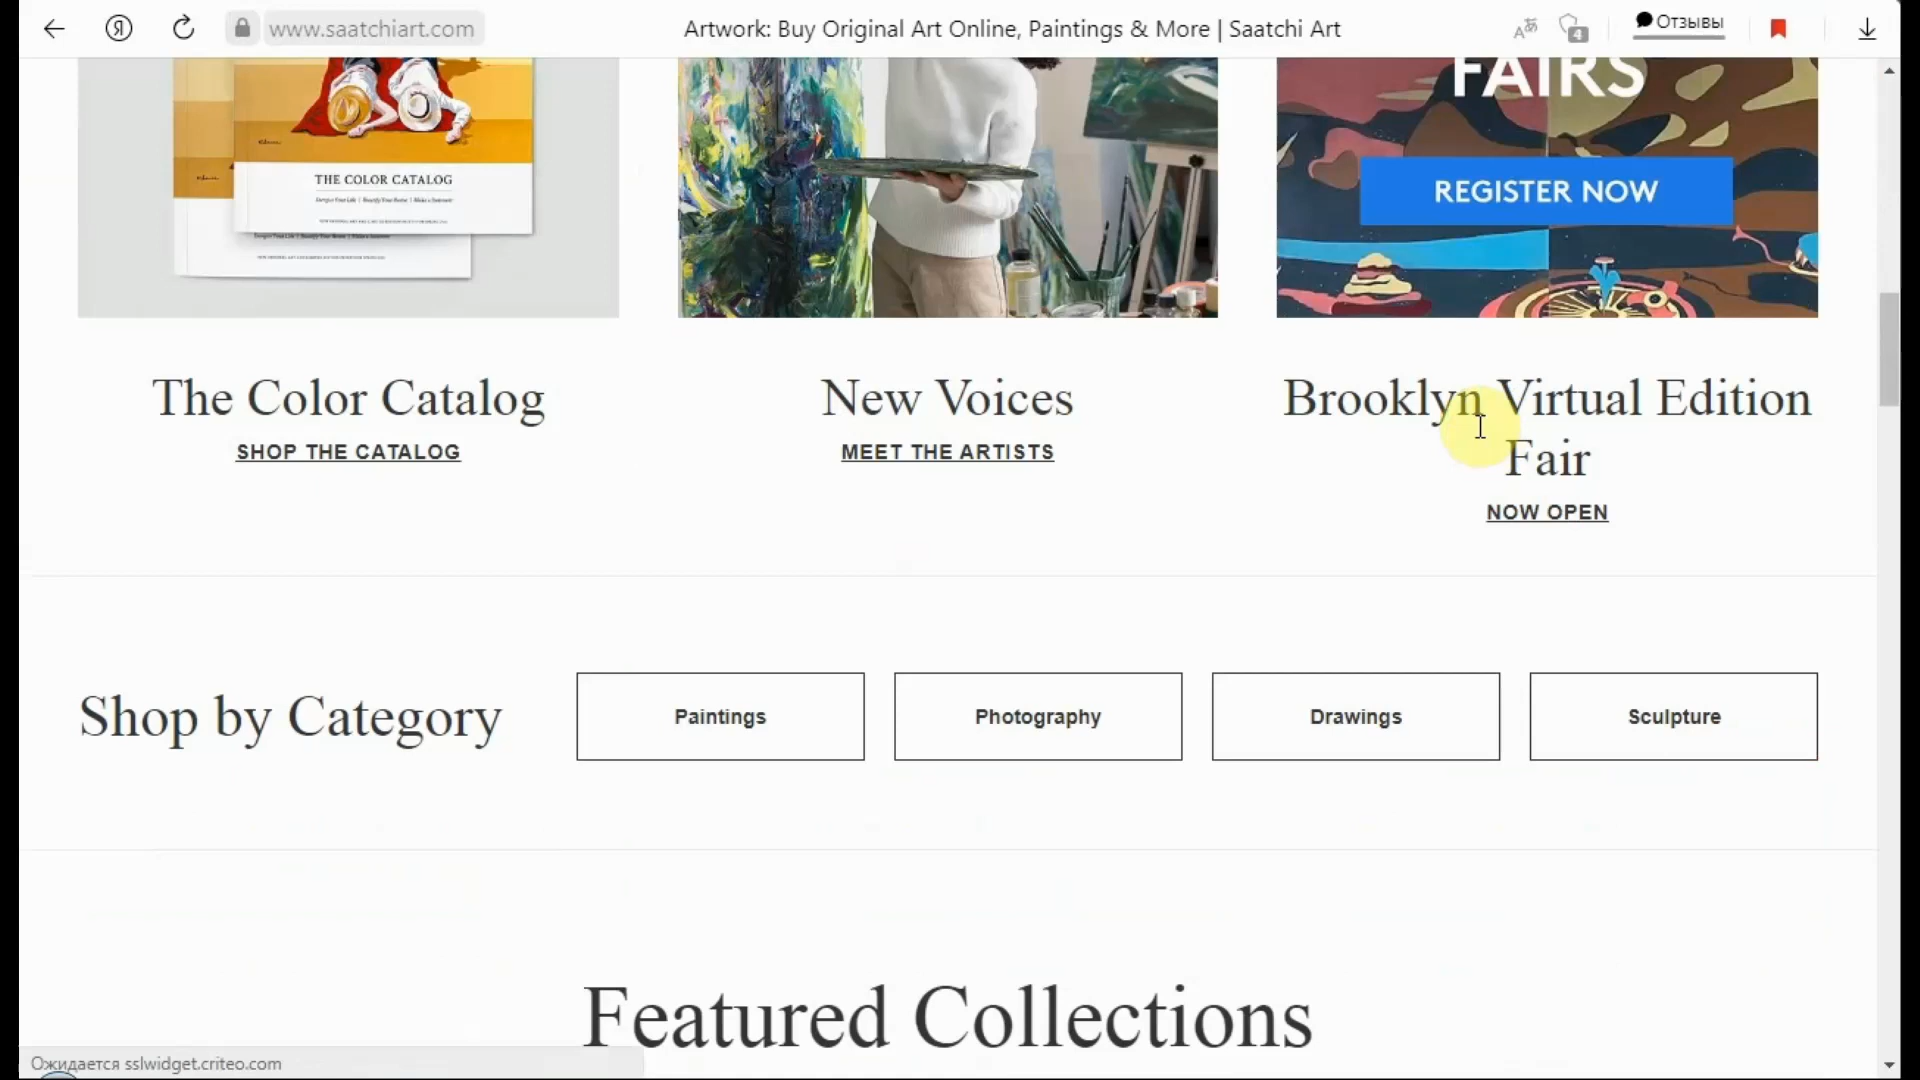 www.saatchiart.com
Artwork: Buy Original Art Online, Paintings & More | Saatchi Art
4
Отзывы
THE COLOR CATALOG
FAIRS
REGISTER NOW
The Color Catalog
SHOP THE CATALOG
New Voices
MEET THE ARTISTS
Brooklyn Virtual Edition
Fair
NOW OPEN
Shop by Category
Paintings
Photography
Drawings
Sculpture
Featured Collections
Ожидается sslwidget.criteo.com